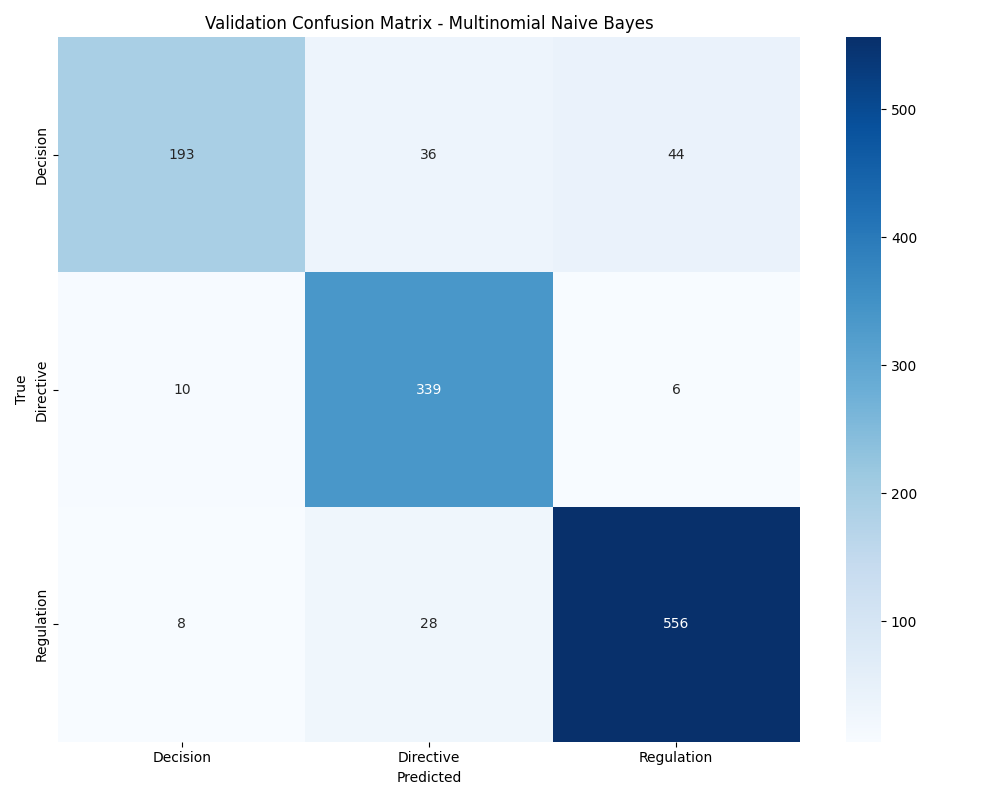 Validation Confusion Matrix - Multinomial Naive Bayes
Decision
193
36
44
True
Directive
10
339
6
Regulation
8
28
556
Decision
Directive
Regulation
Predicted
500
400
300
200
100